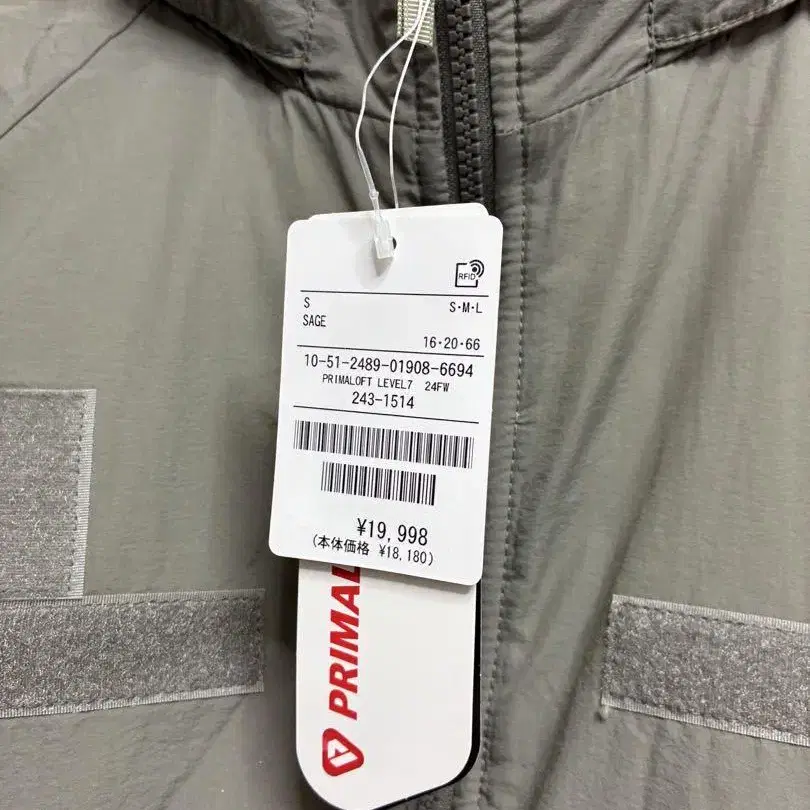 RFID
S S・M・L
SAGE
16・20・66
10-51-2489-01908-6694
PRIMALOFT LEVEL7 24FW
243-1514
¥19,998
(本体価格 ¥18,180)
PRIMAL